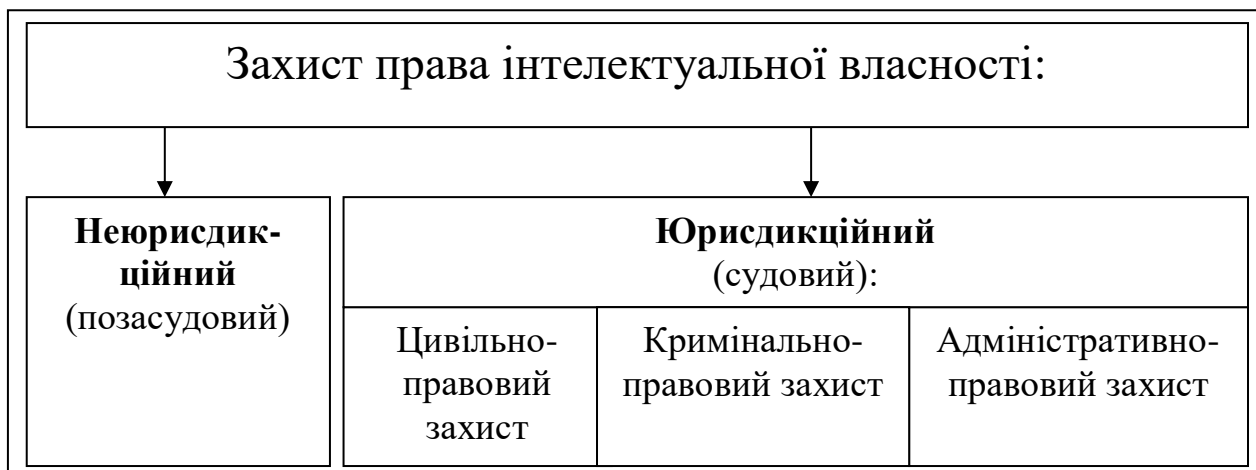 Захист права інтелектуальної власності:
Неюрисдик-
ційний
(позасудовий)
Юрисдикційний
(судовий):
Цивільно-
правовий
захист
Кримінально-
правовий захист
Адміністративно-
правовий захист